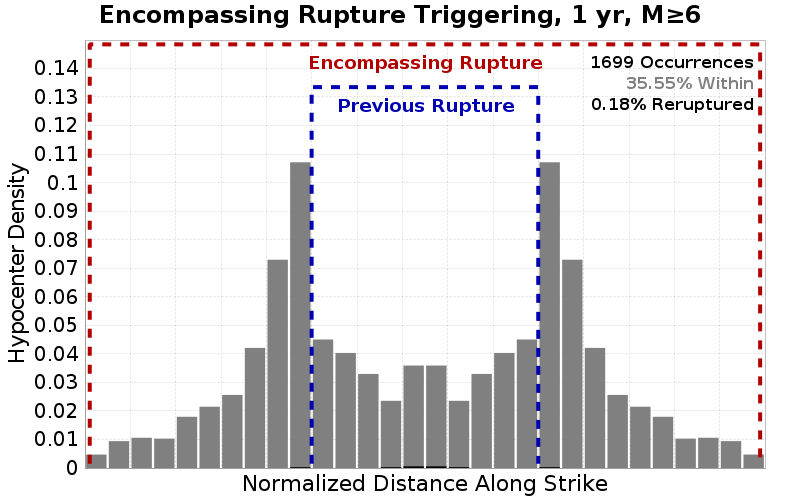 Encompassing Rupture Triggering, 1 yr, M≥6
Encompassing Rupture
1699 Occurrences
35.55% Within
0.18% Reruptured
Previous Rupture
Hypocenter Density
0.14
0.13
0.12
0.11
0.1
0.09
0.08
0.07
0.06
0.05
0.04
0.03
0.02
0.01
0
Normalized Distance Along Strike